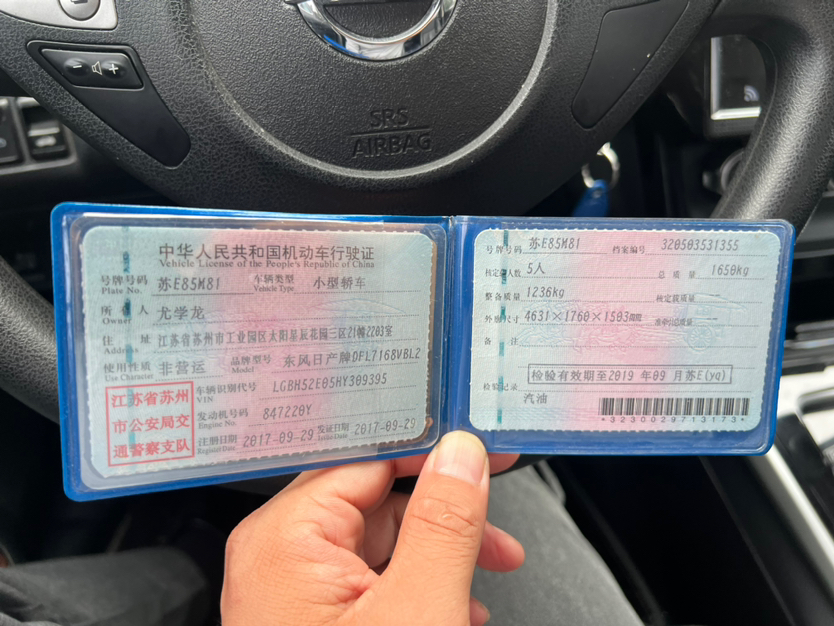 SRS
AIRBAG
中华人民共和国机动车行驶证
Vehicle License of the People's Republic of China
号牌号码 苏E85M81 车辆类型 小型轿车
Plate No. Vehicle Type
所有人 尤学龙
Owner
住址 江苏省苏州市工业园区太阳星辰花园三区21幢2203室
Address
使用性质 非营运 品牌型号 东风日产牌DFL7168VBL2
Use Character Model
江苏省苏州
市公安局交
通警察支队
车辆识别代号 LGBH52E05HY309395
VIN
发动机号码 847220Y
Engine No.
注册日期 2017-09-29 发证日期 2017-09-29
Register Date Issue Date
号牌号码 苏E85M81 档案编号 320503531355
核定载人数 5人 总质量 1650kg
整备质量 1236kg 核定载质量 —
外廓尺寸 4631×1760×1503mm 准牵引总质量 —
备注
检验有效期至2019年09月苏E(yq)
检验记录
汽油
*3230029713173*